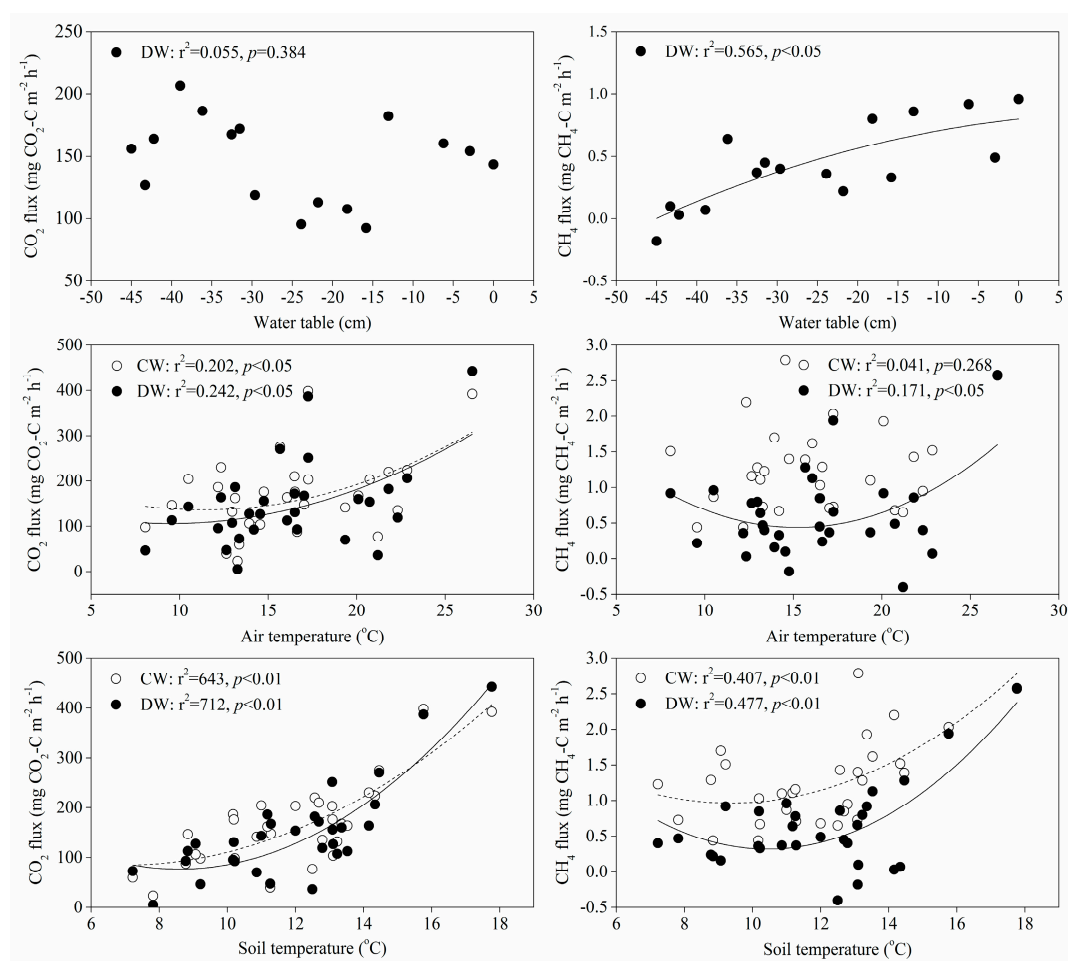 DW: r²=0.055, p=0.384
CO₂ flux (mg CO₂-C m⁻² h⁻¹)
250
200
150
100
50
-50 -45 -40 -35 -30 -25 -20 -15 -10 -5 0 5
Water table (cm)
DW: r²=0.565, p<0.05
CH₄ flux (mg CH₄-C m⁻² h⁻¹)
1.5
1.0
0.5
0.0
-0.5
-50 -45 -40 -35 -30 -25 -20 -15 -10 -5 0 5
Water table (cm)
CW: r²=0.202, p<0.05
DW: r²=0.242, p<0.05
CO₂ flux (mg CO₂-C m⁻² h⁻¹)
500
400
300
200
100
0
5 10 15 20 25 30
Air temperature (°C)
CW: r²=0.041, p=0.268
DW: r²=0.171, p<0.05
CH₄ flux (mg CH₄-C m⁻² h⁻¹)
3.0
2.5
2.0
1.5
1.0
0.5
0.0
-0.5
5 10 15 20 25 30
Air temperature (°C)
CW: r²=643, p<0.01
DW: r²=712, p<0.01
CO₂ flux (mg CO₂-C m⁻² h⁻¹)
500
400
300
200
100
0
6 8 10 12 14 16 18
Soil temperature (°C)
CW: r²=0.407, p<0.01
DW: r²=0.477, p<0.01
CH₄ flux (mg CH₄-C m⁻² h⁻¹)
3.0
2.5
2.0
1.5
1.0
0.5
0.0
-0.5
6 8 10 12 14 16 18
Soil temperature (°C)